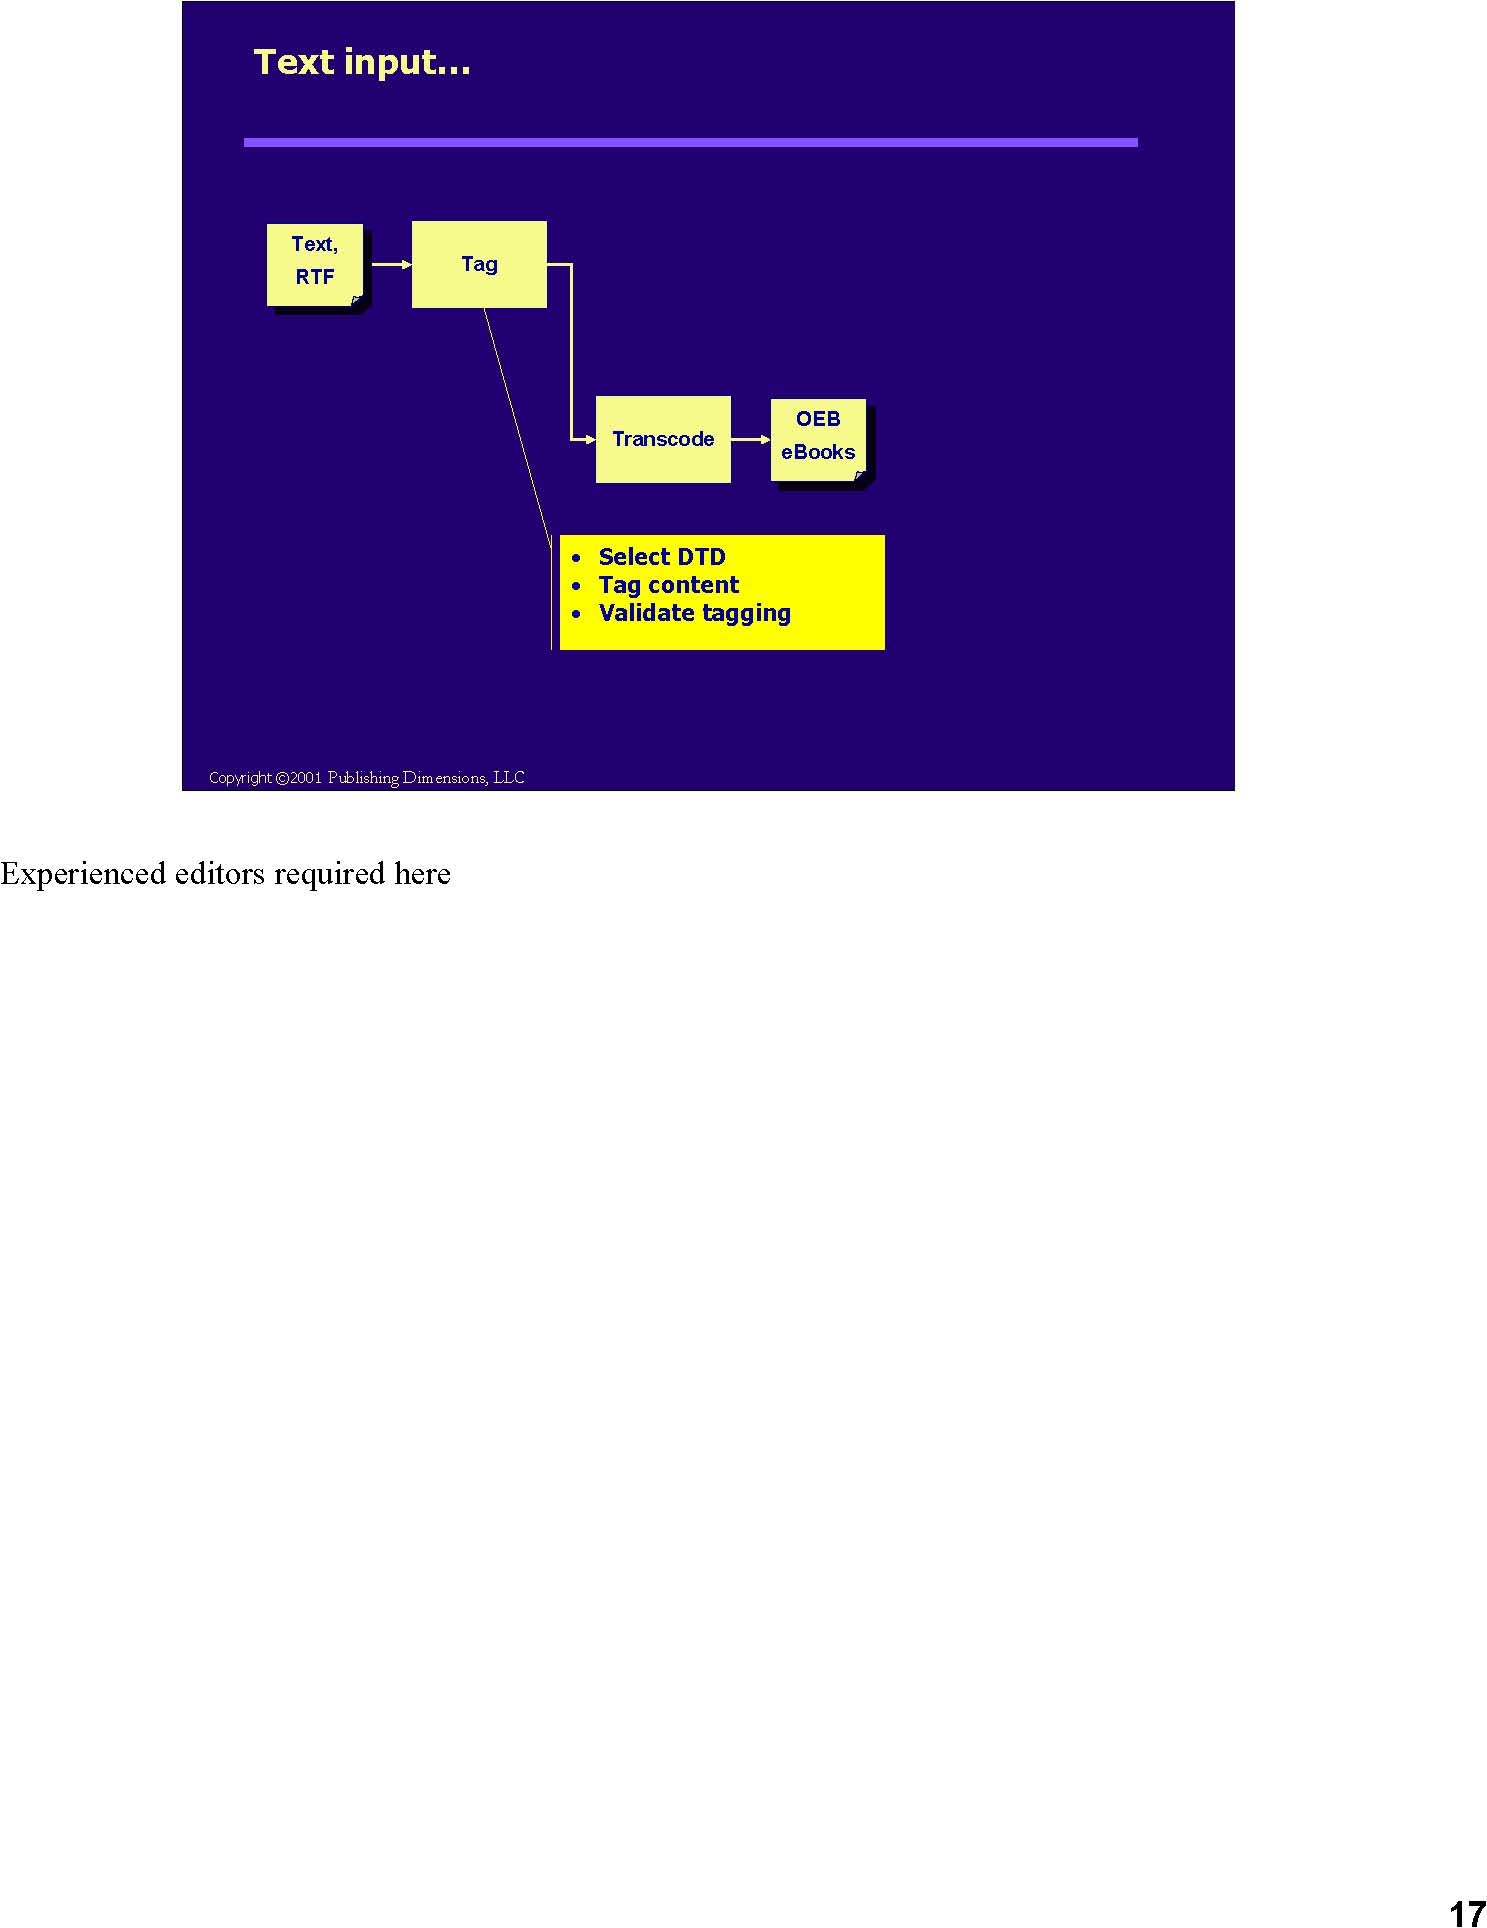 Text input...
Text,
RTF
Tag
Transcode
OEB
eBooks
• Select DTD
• Tag content
• Validate tagging
Copyright ©2001 Publishing Dimensions, LLC
Experienced editors required here
17